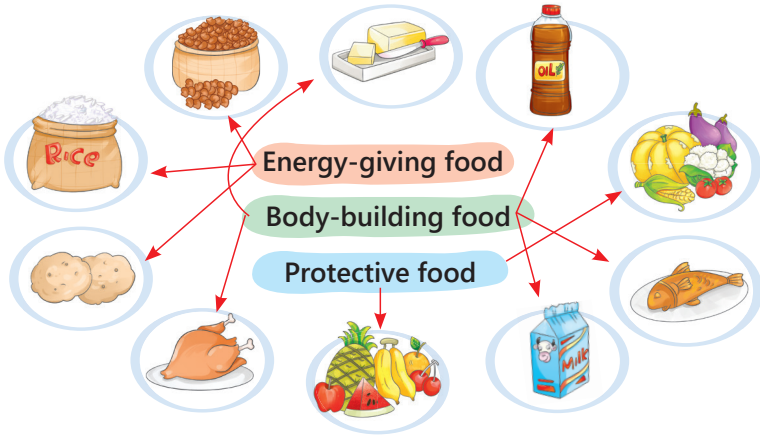 OIL
RICE
Energy-giving food
Body-building food
Protective food
Milk